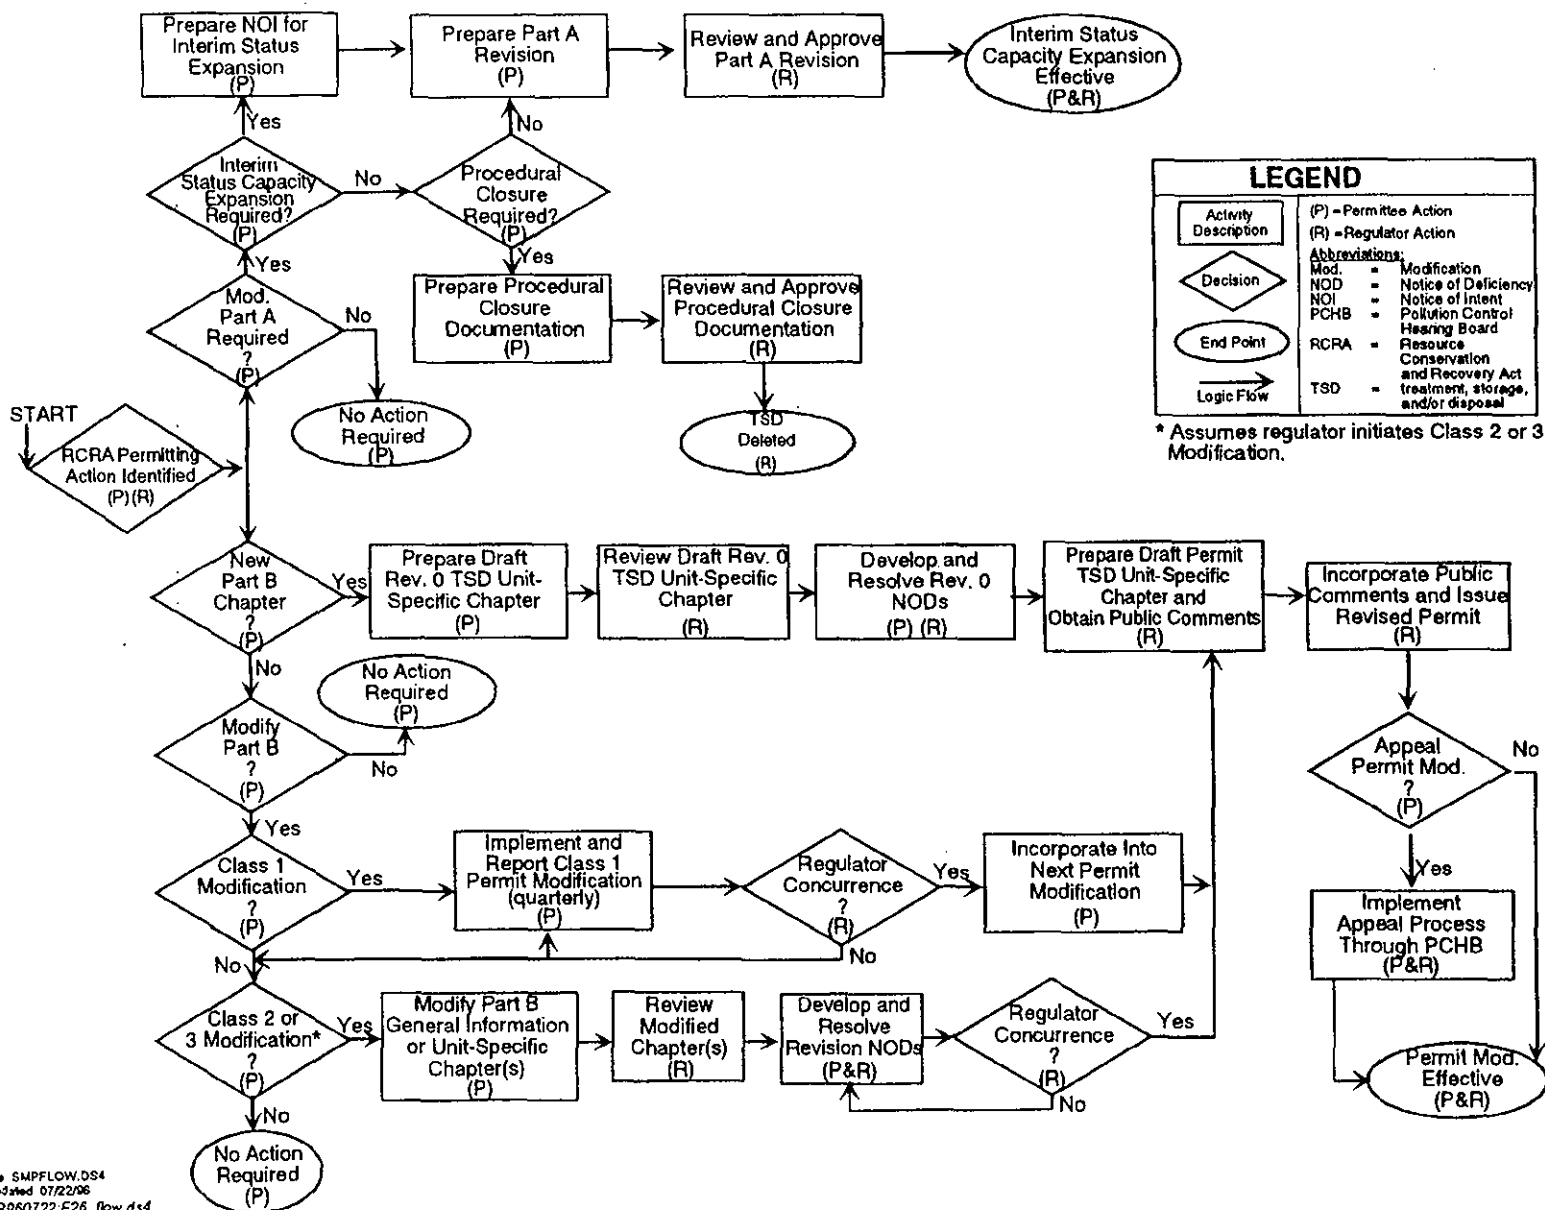 Prepare NOI for
Interim Status
Expansion
(P)
Prepare Part A
Revision
(P)
Review and Approve
Part A Revision
(R)
Interim Status
Capacity Expansion
Effective
(P&R)
Yes
No
Interim
Status Capacity
Expansion
Required?
(P)
No
Procedural
Closure
Required?
(P)
Yes
Yes
Mod.
Part A
Required
?
(P)
No
Prepare Procedural
Closure
Documentation
(P)
Review and Approve
Procedural Closure
Documentation
(R)
No Action
Required
(P)
TSD
Deleted
(R)
LEGEND
Activity
Description
Decision
End Point
Logic Flow
(P) = Permittee Action
(R) = Regulator Action
Abbreviations:
Mod. = Modification
NOD = Notice of Deficiency
NOI = Notice of Intent
PCHB = Pollution Control
Hearing Board
RCRA = Resource
Conservation
and Recovery Act
TSD = treatment, storage,
and/or disposal
* Assumes regulator initiates Class 2 or 3
Modification.
START
RCRA Permitting
Action Identified
(P) (R)
New
Part B
Chapter
?
(P)
Yes
Prepare Draft
Rev. 0 TSD Unit-
Specific Chapter
(P)
Review Draft Rev. 0
TSD Unit-Specific
Chapter
(R)
Develop and
Resolve Rev. 0
NODs
(P) (R)
Prepare Draft Permit
TSD Unit-Specific
Chapter and
Obtain Public Comments
(R)
Incorporate Public
Comments and Issue
Revised Permit
(R)
No
No Action
Required
(P)
Modify
Part B
?
(P)
No
Appeal
Permit Mod.
?
(P)
No
Yes
Yes
Class 1
Modification
?
(P)
Yes
Implement and
Report Class 1
Permit Modification
(quarterly)
(P)
Regulator
Concurrence
?
(R)
Yes
Incorporate Into
Next Permit
Modification
(P)
Implement
Appeal Process
Through PCHB
(P&R)
No
No
Class 2 or
3 Modification*
?
(P)
Yes
Modify Part B
General Information
or Unit-Specific
Chapter(s)
(P)
Review
Modified
Chapter(s)
(R)
Develop and
Resolve
Revision NODs
(P&R)
Regulator
Concurrence
?
(R)
Yes
No
Permit Mod.
Effective
(P&R)
No
No Action
Required
(P)
SMPFLOW.DS4
07/22/96